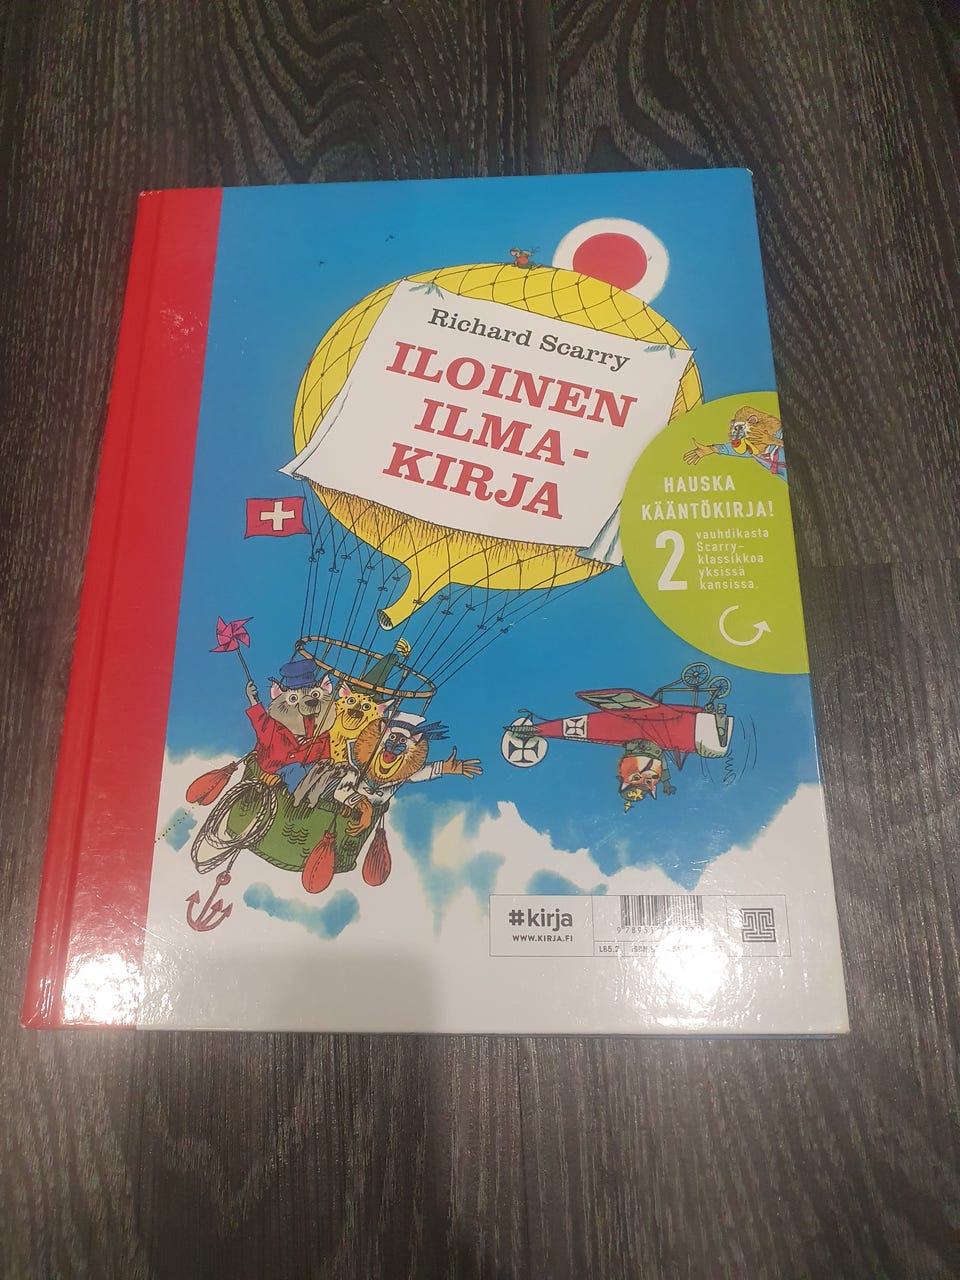 Richard Scarry
ILOINEN
ILMA-
KIRJA
HAUSKA
KÄÄNTÖKIRJA!
2 vauhdikasta
Scarry-
klassikkoa
yksissä
kansissa.
#kirja
WWW.KIRJA.FI